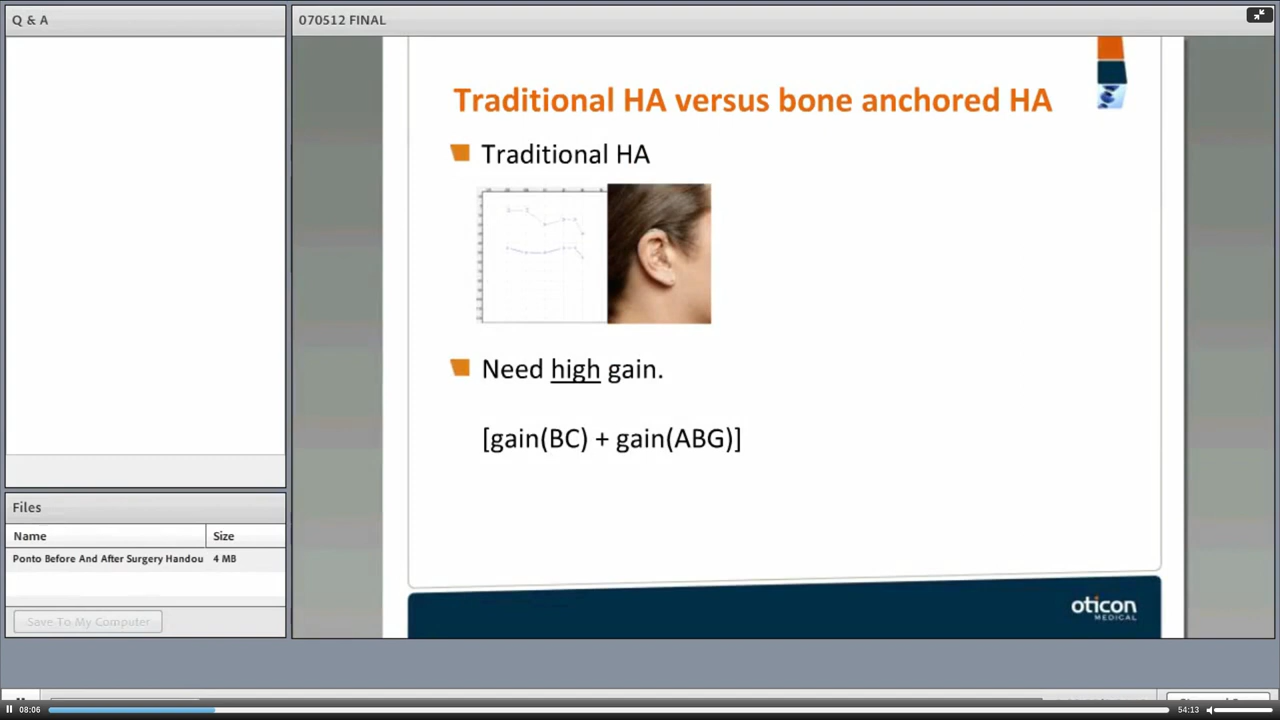 Q & A
070512 FINAL
Traditional HA versus bone anchored HA
Traditional HA
Need high gain.
[gain(BC) + gain(ABG)]
Files
Name Size
Ponto Before And After Surgery Handou 4 MB
Save To My Computer
oticon
MEDICAL
08:06 54:13